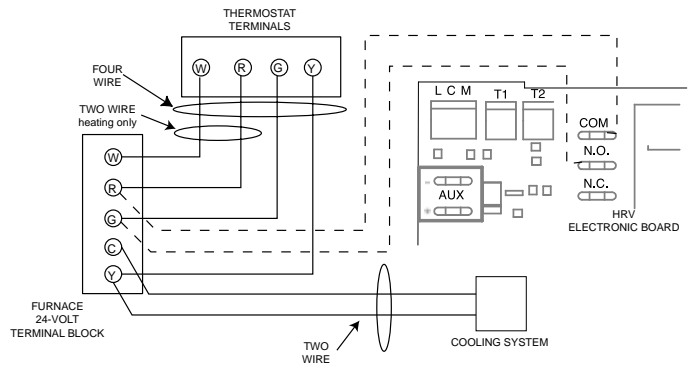 THERMOSTAT
TERMINALS
W R G Y
FOUR
WIRE
TWO WIRE
heating only
W
R
G
C
Y
FURNACE
24-VOLT
TERMINAL BLOCK
TWO
WIRE
COOLING SYSTEM
L C M T1 T2
COM
N.O.
N.C.
- AUX
+
HRV
ELECTRONIC BOARD